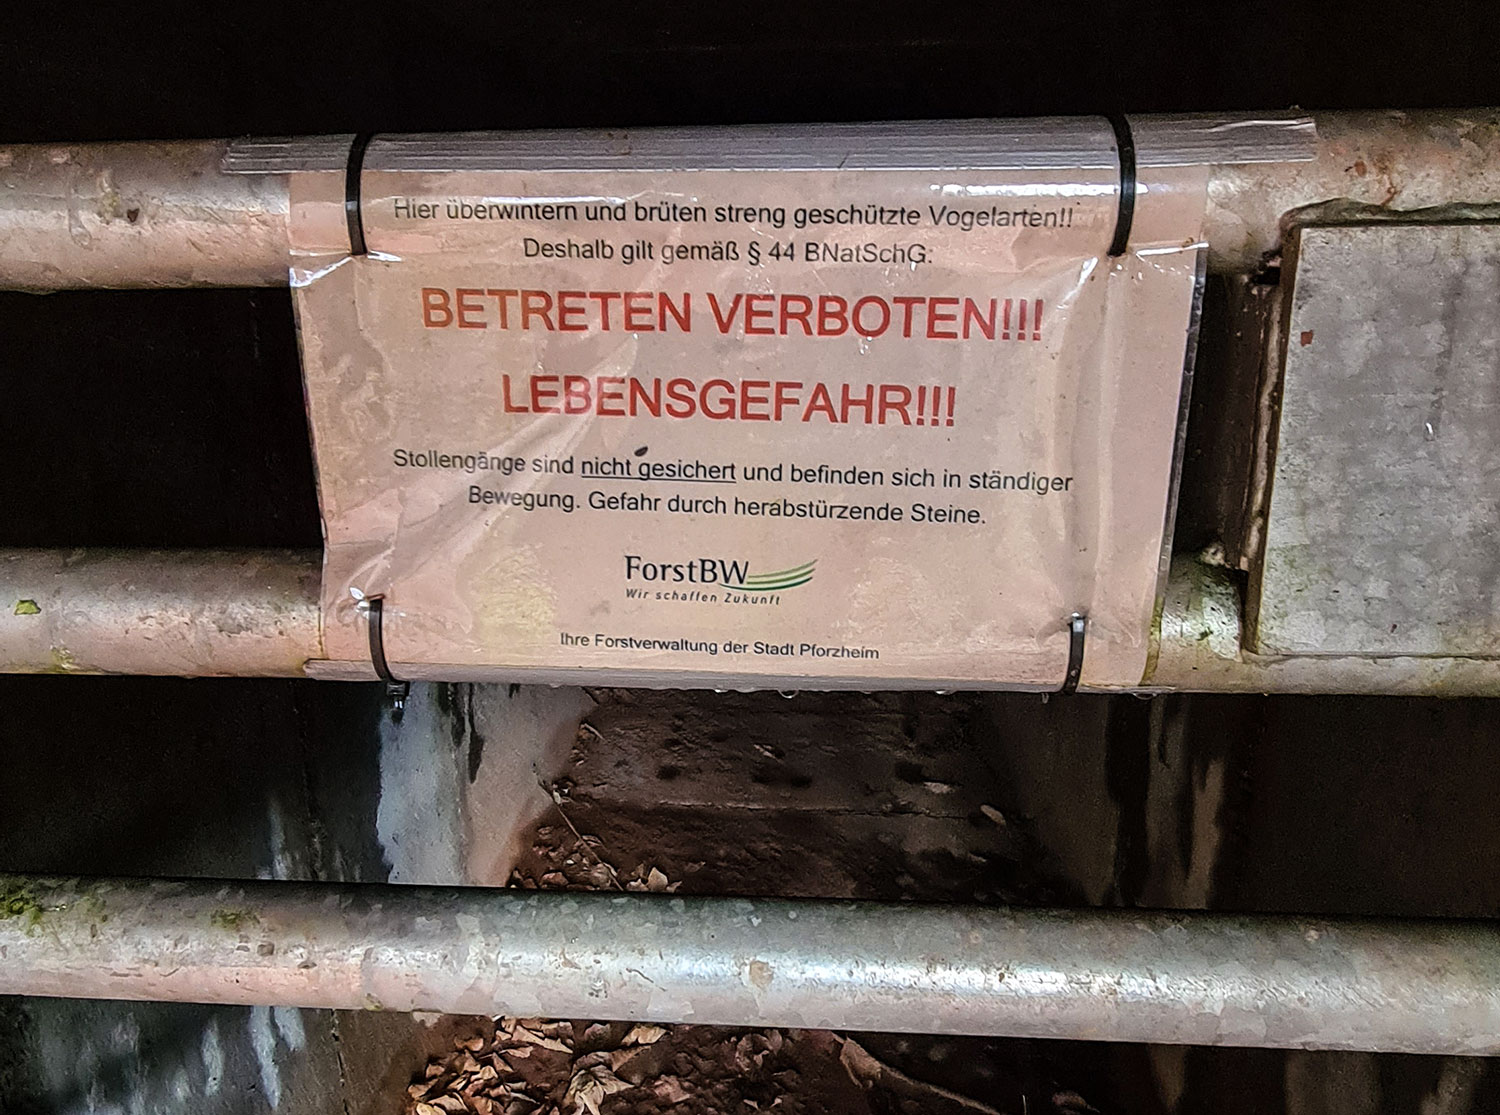 Hier überwintern und brüten streng geschützte Vogelarten!!
Deshalb gilt gemäß § 44 BNatSchG:
BETRETEN VERBOTEN!!!
LEBENSGEFAHR!!!
Stollengänge sind nicht gesichert und befinden sich in ständiger
Bewegung. Gefahr durch herabstürzende Steine.
ForstBW
Wir schaffen Zukunft
Ihre Forstverwaltung der Stadt Pforzheim